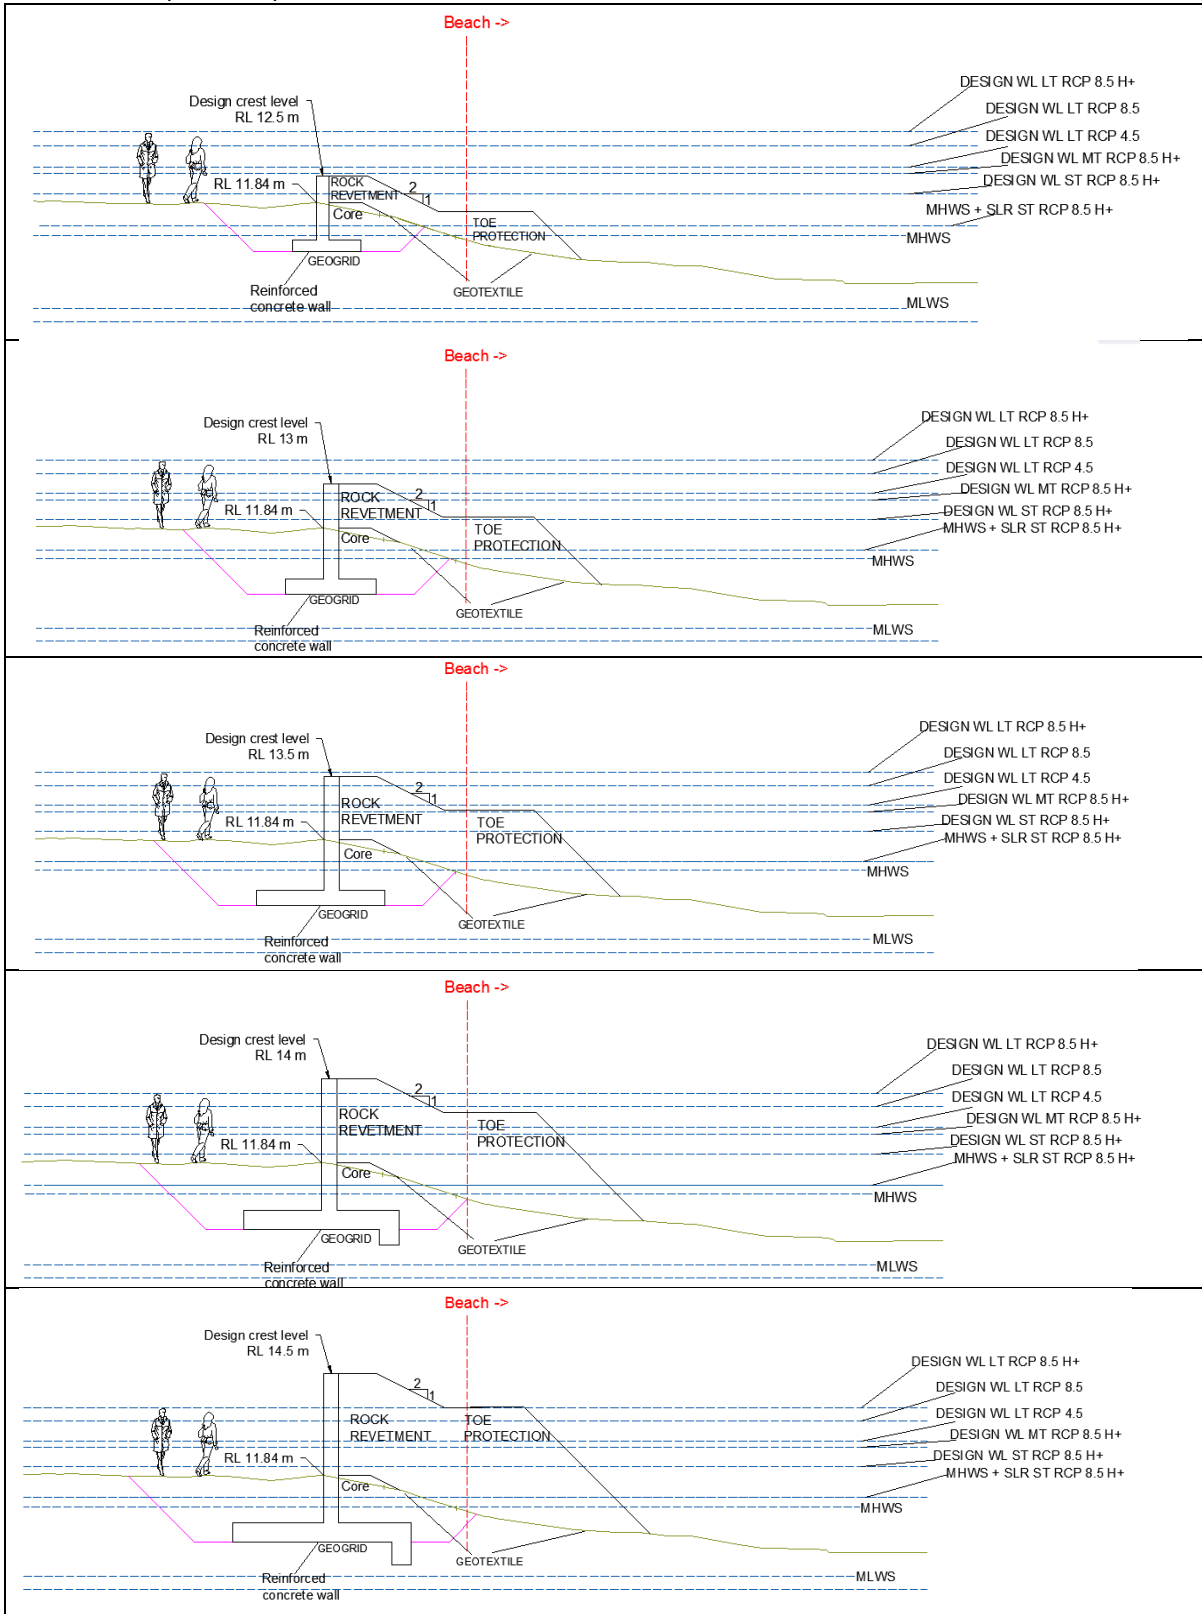 Beach ->
DESIGN WL LT RCP 8.5 H+
Design crest level
RL 12.5 m
DESIGN WL LT RCP 8.5
DESIGN WL LT RCP 4.5
DESIGN WL MT RCP 8.5 H+
DESIGN WL ST RCP 8.5 H+
RL 11.84 m
ROCK
REVETMENT
2
1
Core
TOE
PROTECTION
MHWS + SLR ST RCP 8.5 H+
MHWS
GEOGRID
Reinforced
concrete wall
GEOTEXTILE
MLWS
Beach ->
Design crest level
RL 13 m
DESIGN WL LT RCP 8.5 H+
DESIGN WL LT RCP 8.5
DESIGN WL LT RCP 4.5
DESIGN WL MT RCP 8.5 H+
DESIGN WL ST RCP 8.5 H+
MHWS + SLR ST RCP 8.5 H+
RL 11.84 m
ROCK
REVETMENT
2
1
Core
TOE
PROTECTION
MHWS
GEOGRID
Reinforced
concrete wall
GEOTEXTILE
MLWS
Beach ->
Design crest level
RL 13.5 m
DESIGN WL LT RCP 8.5 H+
DESIGN WL LT RCP 8.5
DESIGN WL LT RCP 4.5
DESIGN WL MT RCP 8.5 H+
DESIGN WL ST RCP 8.5 H+
MHWS + SLR ST RCP 8.5 H+
RL 11.84 m
ROCK
REVETMENT
2
1
Core
TOE
PROTECTION
MHWS
GEOGRID
Reinforced
concrete wall
GEOTEXTILE
MLWS
Beach ->
Design crest level
RL 14 m
DESIGN WL LT RCP 8.5 H+
DESIGN WL LT RCP 8.5
DESIGN WL LT RCP 4.5
DESIGN WL MT RCP 8.5 H+
DESIGN WL ST RCP 8.5 H+
MHWS + SLR ST RCP 8.5 H+
RL 11.84 m
ROCK
REVETMENT
2
1
Core
TOE
PROTECTION
MHWS
GEOGRID
Reinforced
concrete wall
GEOTEXTILE
MLWS
Beach ->
Design crest level
RL 14.5 m
DESIGN WL LT RCP 8.5 H+
DESIGN WL LT RCP 8.5
DESIGN WL LT RCP 4.5
DESIGN WL MT RCP 8.5 H+
DESIGN WL ST RCP 8.5 H+
MHWS + SLR ST RCP 8.5 H+
RL 11.84 m
ROCK
REVETMENT
2
1
Core
TOE
PROTECTION
MHWS
GEOGRID
Reinforced
concrete wall
GEOTEXTILE
MLWS